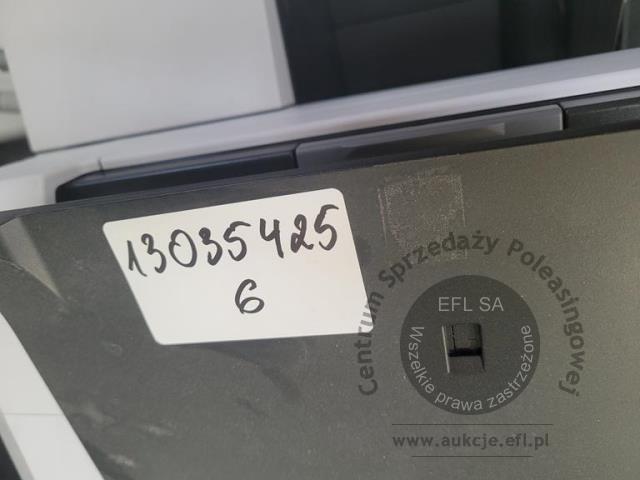 13035425
6
Centrum Sprzedaży Poleasingowej
EFL SA
Wszelkie prawa zastrzeżone
www.aukcje.efl.pl